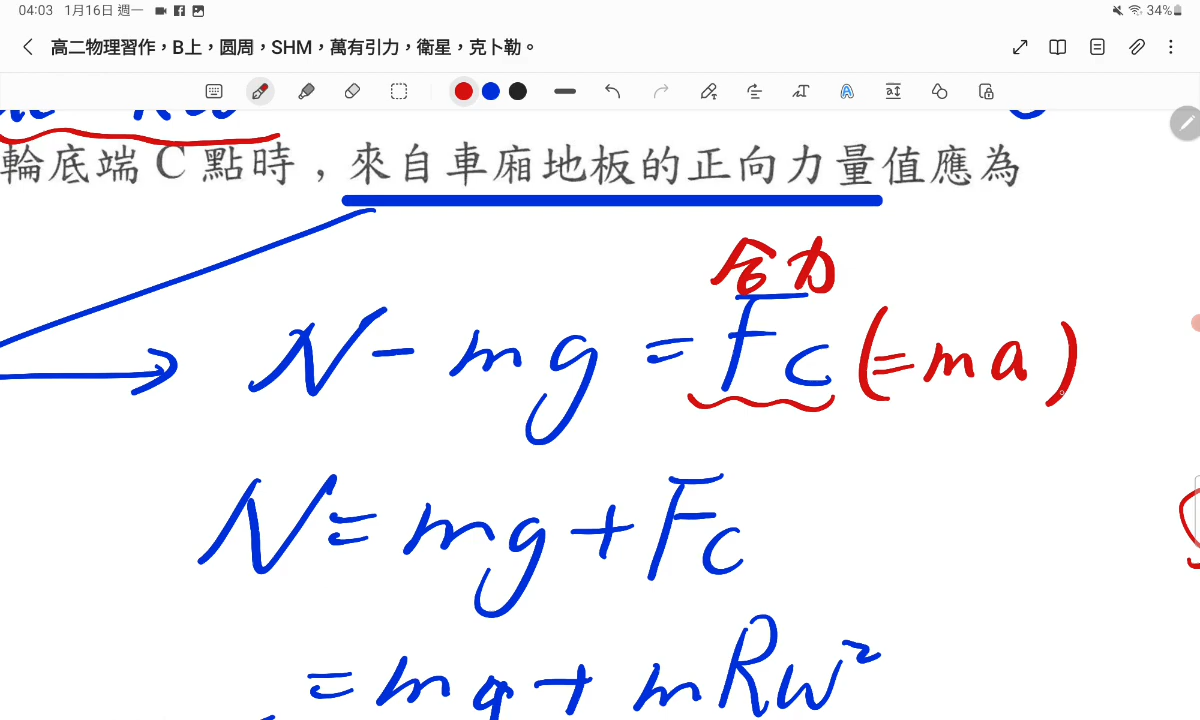 04:03 1月16日 週一 34%
高二物理習作，B上，圓周，SHM，萬有引力，衛星，克卜勒。
輪底端 C 點時，來自車廂地板的正向力量值應為
合力
N - mg = Fc (= ma)
N = mg + Fc
= mg + mRw²